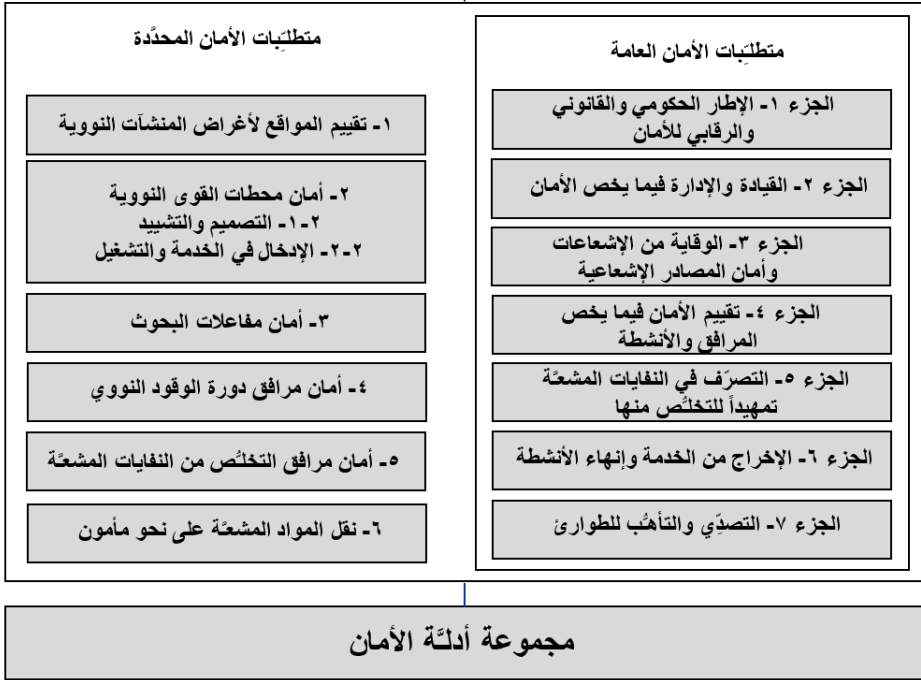 متطلّبات الأمان العامة
الجزء ١- الإطار الحكومي والقانوني
والرقابي للأمان
الجزء ٢- القيادة والإدارة فيما يخص الأمان
الجزء ٣- الوقاية من الإشعاعات
وأمان المصادر الإشعاعية
الجزء ٤- تقييم الأمان فيما يخص
المرافق والأنشطة
الجزء ٥- التصرّف في النفايات المشعّة
تمهيداً للتخلّص منها
الجزء ٦- الإخراج من الخدمة وإنهاء الأنشطة
الجزء ٧- التصدّي والتأهّب للطوارئ
متطلّبات الأمان المحدَّدة
١- تقييم المواقع لأغراض المنشآت النووية
٢- أمان محطات القوى النووية
٢-١- التصميم والتشييد
٢-٢- الإدخال في الخدمة والتشغيل
٣- أمان مفاعلات البحوث
٤- أمان مرافق دورة الوقود النووي
٥- أمان مرافق التخلّص من النفايات المشعّة
٦- نقل المواد المشعّة على نحو مأمون
مجموعة أدلَّة الأمان